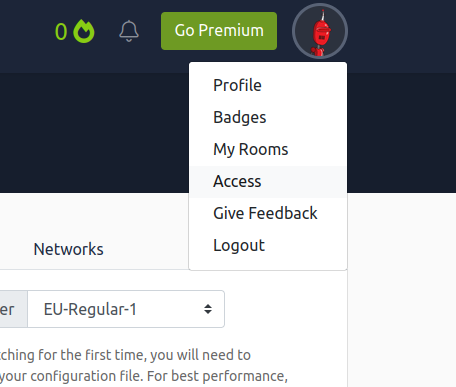 0
Go Premium
Profile
Badges
My Rooms
Access
Give Feedback
Logout
Networks
er EU-Regular-1
tching for the first time, you will need to
your configuration file. For best performance,